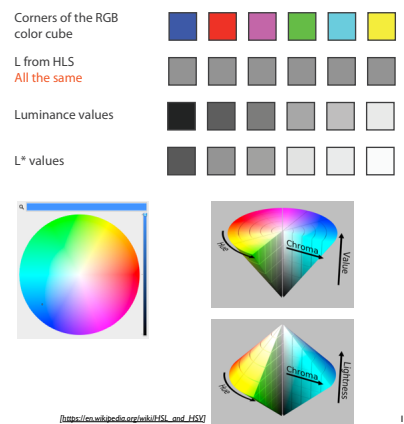 Corners of the RGB
color cube
L from HLS
All the same
Luminance values
L* values
Hue
Chroma
Value
Hue
Chroma
Lightness
[https://en.wikipedia.org/wiki/HSL_and_HSV]